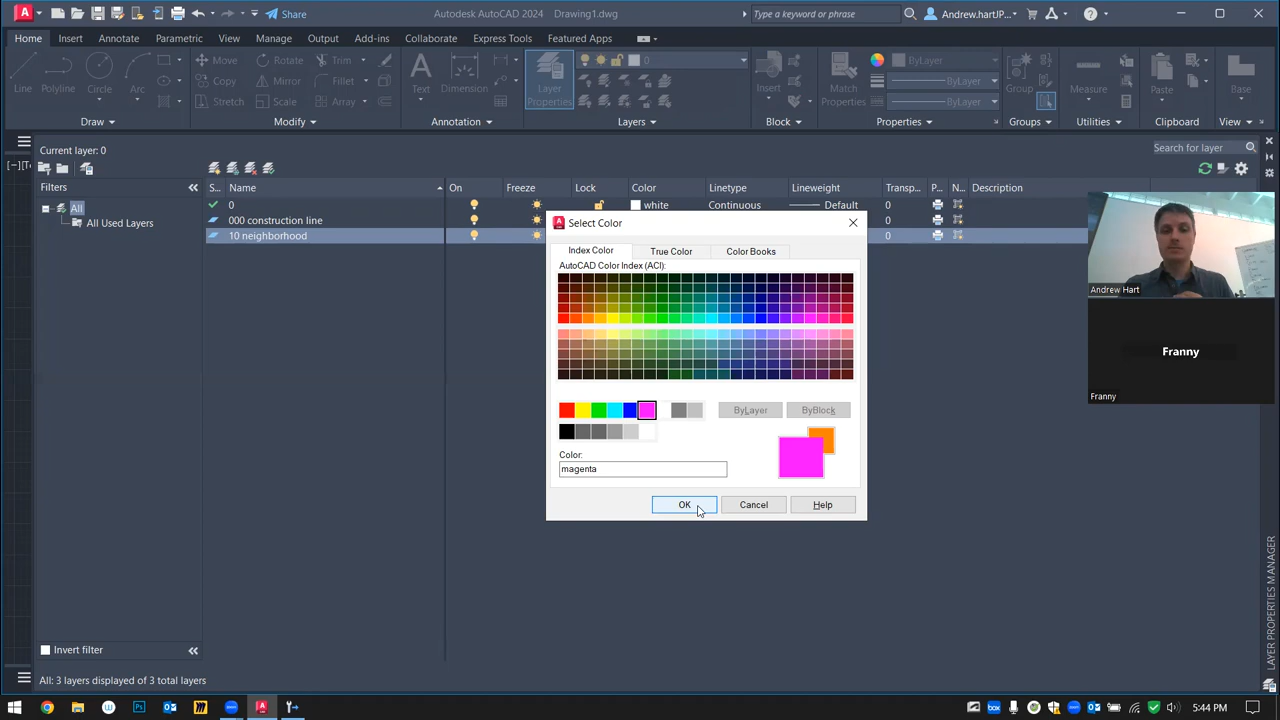 Share
Autodesk AutoCAD 2024 Drawing1.dwg
Type a keyword or phrase
Andrew.hartJP...
Home Insert Annotate Parametric View Manage Output Add-ins Collaborate Express Tools Featured Apps
Line Polyline Circle Arc
Move Rotate Trim
Copy Mirror Fillet
Stretch Scale Array
Text Dimension
Layer Properties
0
Insert
Match Properties
ByLayer
ByLayer
ByLayer
Group
Measure
Paste
Base
Draw Modify Annotation Layers Block Properties Groups Utilities Clipboard View
Current layer: 0
Search for layer
Filters
All
All Used Layers
S... Name On Freeze Lock Color Linetype Lineweight Transp... P... N... Description
0 white Continuous Default 0
000 construction line 0
10 neighborhood 0
Select Color
Index Color True Color Color Books
AutoCAD Color Index (ACI):
ByLayer ByBlock
Color:
magenta
OK Cancel Help
Andrew Hart
Franny
Franny
LAYER PROPERTIES MANAGER
Invert filter
All: 3 layers displayed of 3 total layers
5:44 PM